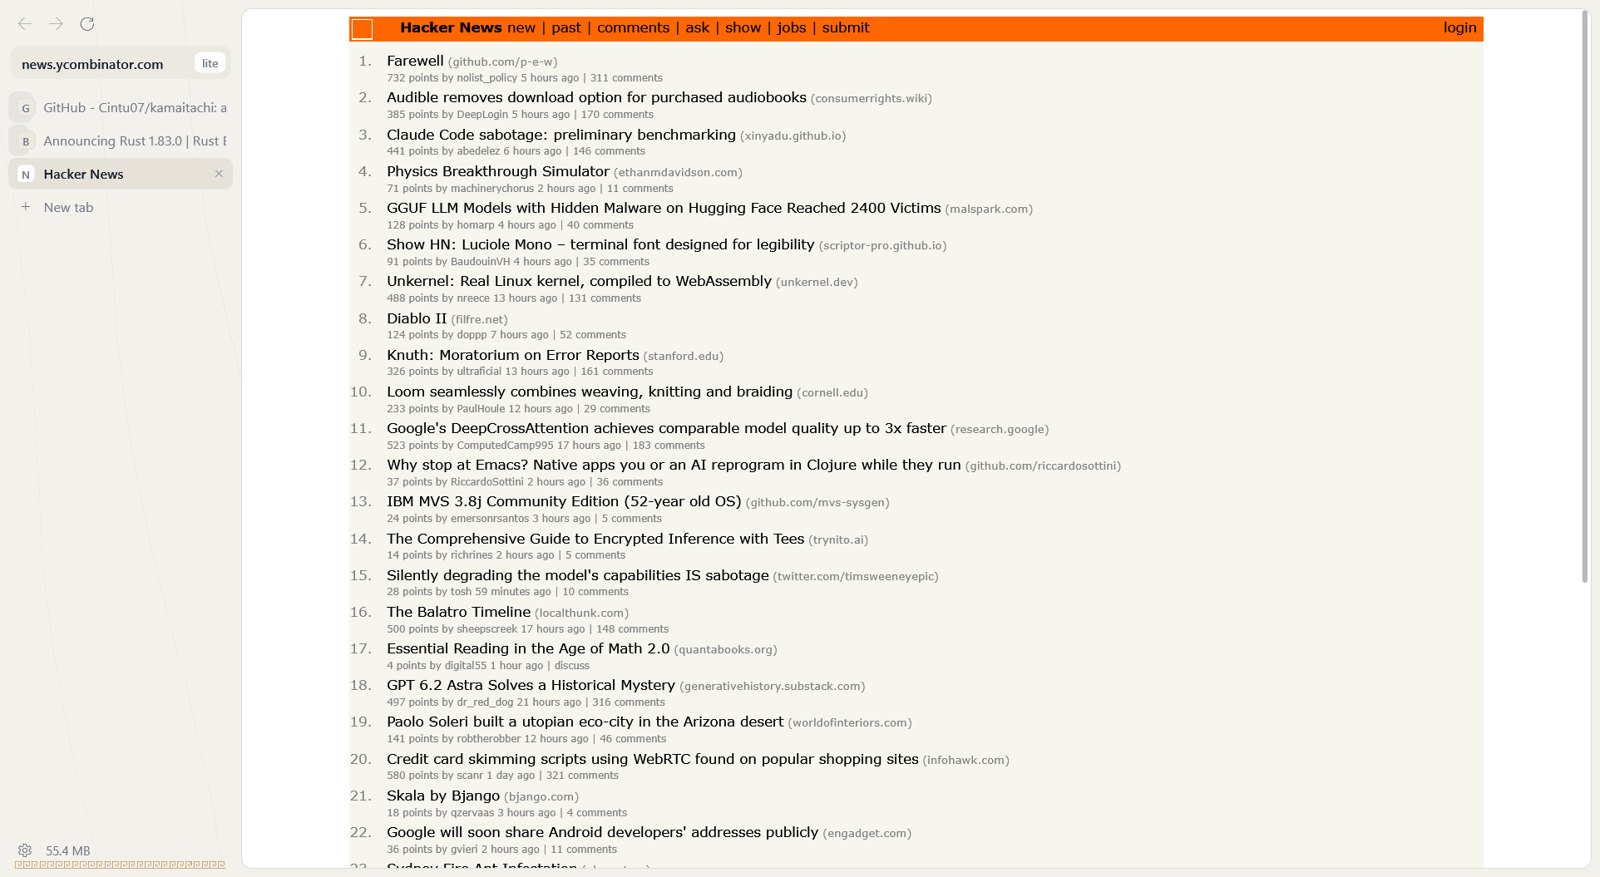 news.ycombinator.com lite
G GitHub - Cintu07/kamaitachi: a
B Announcing Rust 1.83.0 | Rust
N Hacker News ×
+ New tab
55.4 MB
Hacker News new | past | comments | ask | show | jobs | submit login
1. Farewell (github.com/p-e-w)
732 points by nolist_policy 5 hours ago | 311 comments
2. Audible removes download option for purchased audiobooks (consumerrights.wiki)
385 points by DeepLogin 5 hours ago | 170 comments
3. Claude Code sabotage: preliminary benchmarking (xinyadu.github.io)
441 points by abedelez 6 hours ago | 146 comments
4. Physics Breakthrough Simulator (ethanmdavidson.com)
71 points by machinerychorus 2 hours ago | 11 comments
5. GGUF LLM Models with Hidden Malware on Hugging Face Reached 2400 Victims (malspark.com)
128 points by homarp 4 hours ago | 40 comments
6. Show HN: Luciole Mono – terminal font designed for legibility (scriptor-pro.github.io)
91 points by BaudouinVH 4 hours ago | 35 comments
7. Unkernel: Real Linux kernel, compiled to WebAssembly (unkernel.dev)
488 points by nreece 13 hours ago | 131 comments
8. Diablo II (filfre.net)
124 points by doppp 7 hours ago | 52 comments
9. Knuth: Moratorium on Error Reports (stanford.edu)
326 points by ultraficial 13 hours ago | 161 comments
10. Loom seamlessly combines weaving, knitting and braiding (cornell.edu)
233 points by PaulHoule 12 hours ago | 29 comments
11. Google's DeepCrossAttention achieves comparable model quality up to 3x faster (research.google)
523 points by ComputedCamp995 17 hours ago | 183 comments
12. Why stop at Emacs? Native apps you or an AI reprogram in Clojure while they run (github.com/riccardosottini)
37 points by RiccardoSottini 2 hours ago | 36 comments
13. IBM MVS 3.8j Community Edition (52-year old OS) (github.com/mvs-sysgen)
24 points by emersonrsantos 3 hours ago | 5 comments
14. The Comprehensive Guide to Encrypted Inference with Tees (trynito.ai)
14 points by richrines 2 hours ago | 5 comments
15. Silently degrading the model's capabilities IS sabotage (twitter.com/timsweeneyepic)
28 points by tosh 59 minutes ago | 10 comments
16. The Balatro Timeline (localthunk.com)
500 points by sheepscreek 17 hours ago | 148 comments
17. Essential Reading in the Age of Math 2.0 (quantabooks.org)
4 points by digital55 1 hour ago | discuss
18. GPT 6.2 Astra Solves a Historical Mystery (generativehistory.substack.com)
497 points by dr_red_dog 21 hours ago | 316 comments
19. Paolo Soleri built a utopian eco-city in the Arizona desert (worldofinteriors.com)
141 points by robtherobber 12 hours ago | 46 comments
20. Credit card skimming scripts using WebRTC found on popular shopping sites (infohawk.com)
580 points by scanr 1 day ago | 321 comments
21. Skala by Bjango (bjango.com)
18 points by qzervaas 3 hours ago | 4 comments
22. Google will soon share Android developers' addresses publicly (engadget.com)
36 points by gvieri 2 hours ago | 11 comments
23. Sydney Fire Ant Infestation